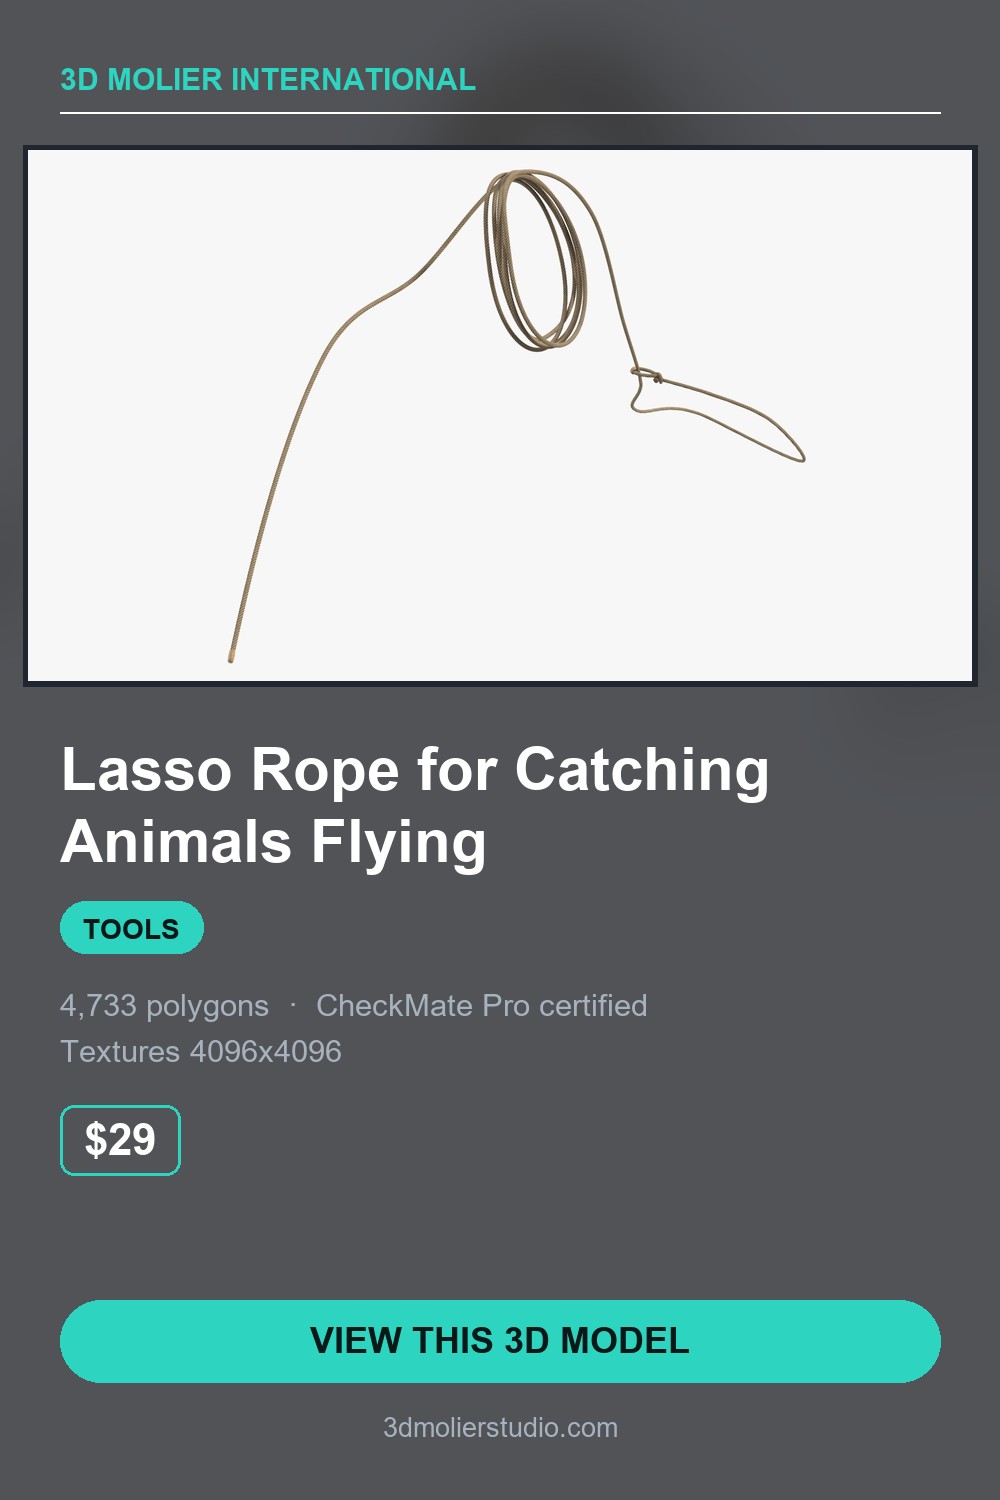 3D MOLIER INTERNATIONAL
Lasso Rope for Catching
Animals Flying
TOOLS
4,733 polygons · CheckMate Pro certified
Textures 4096x4096
$29
VIEW THIS 3D MODEL
3dmolierstudio.com